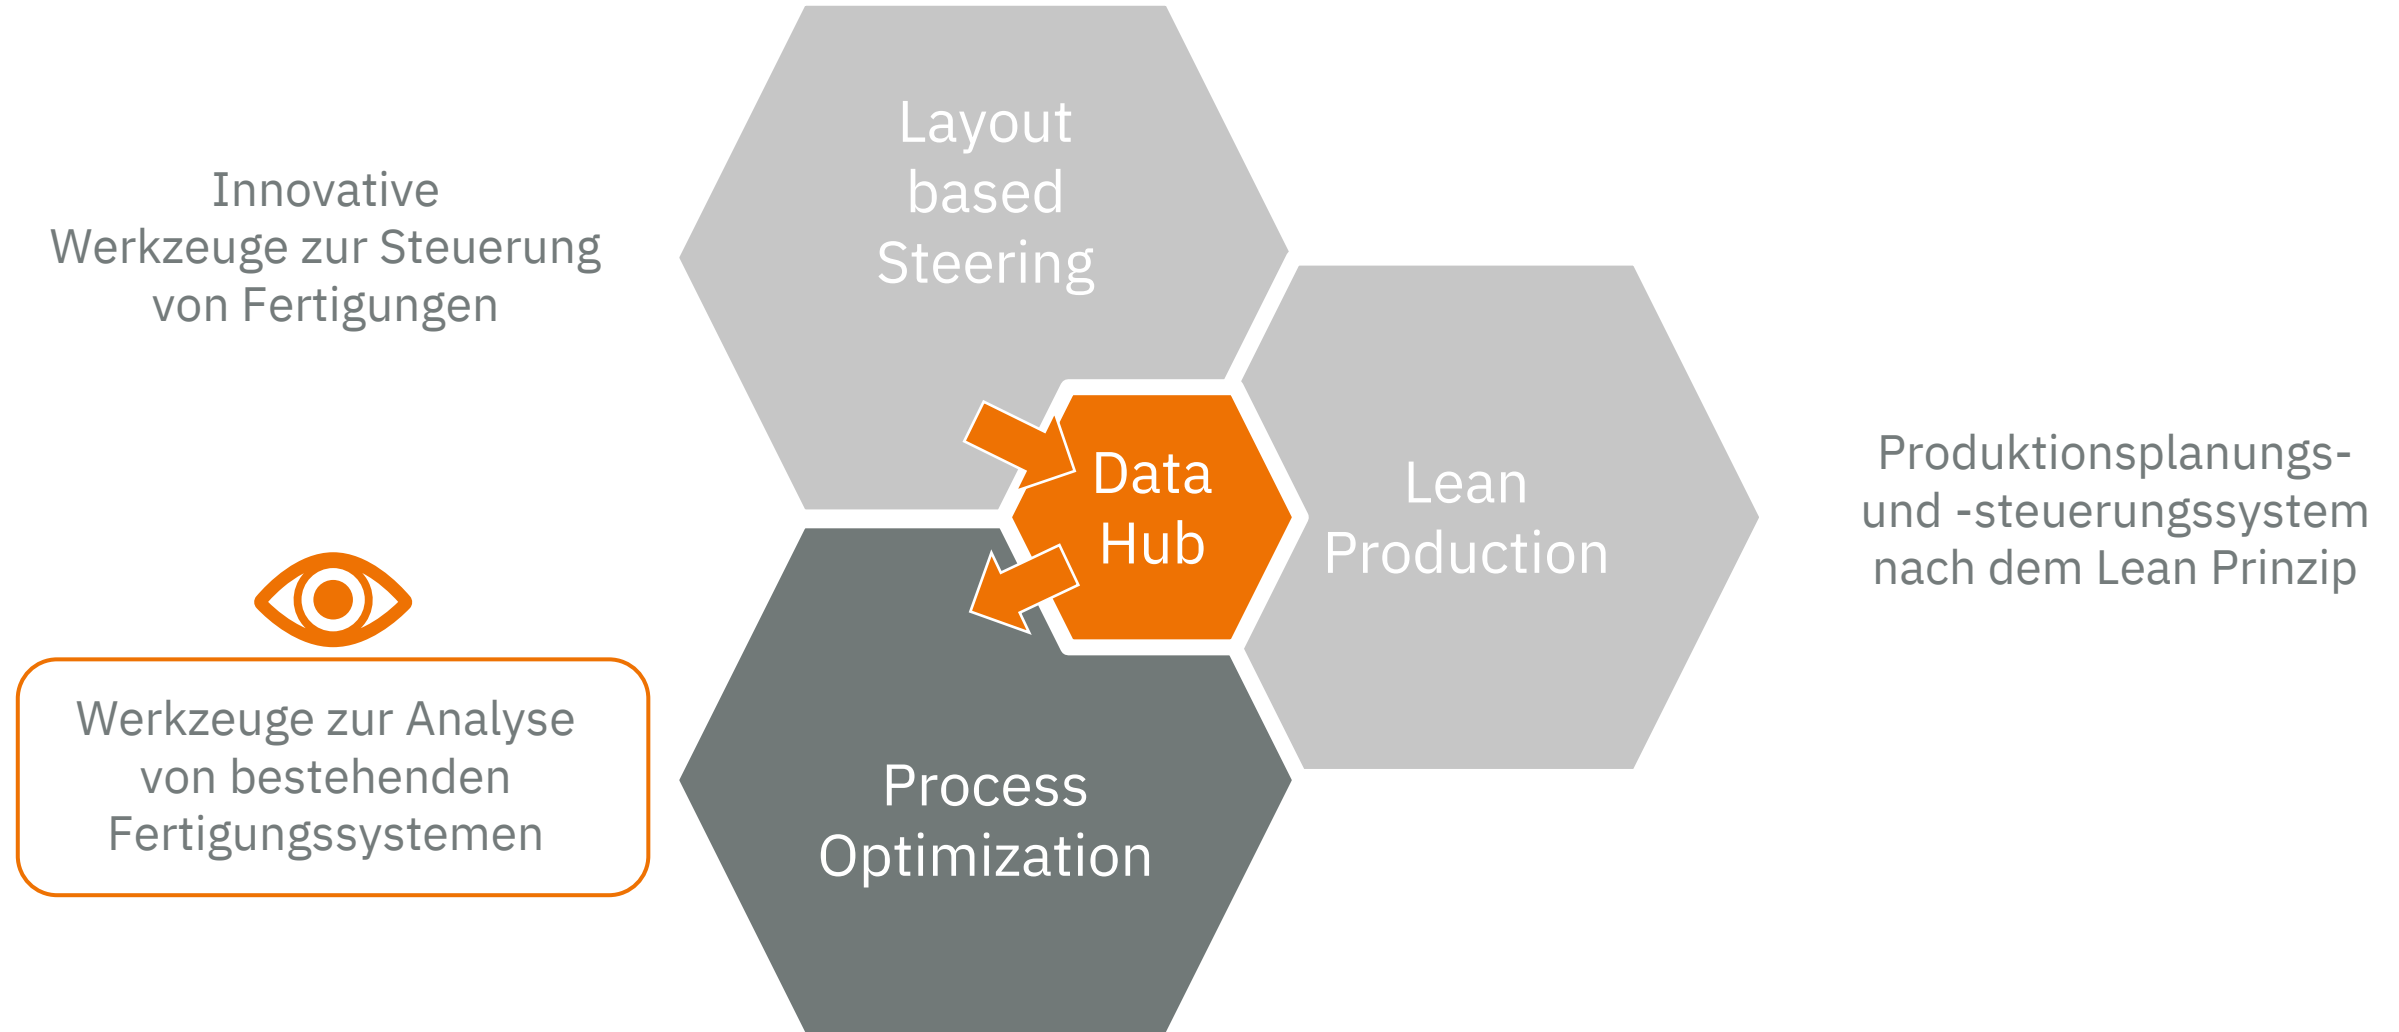 Layout
based
Steering
Innovative
Werkzeuge zur Steuerung
von Fertigungen
Data
Hub
Lean
Production
Produktionsplanungs-
und -steuerungssystem
nach dem Lean Prinzip
Werkzeuge zur Analyse
von bestehenden
Fertigungssystemen
Process
Optimization